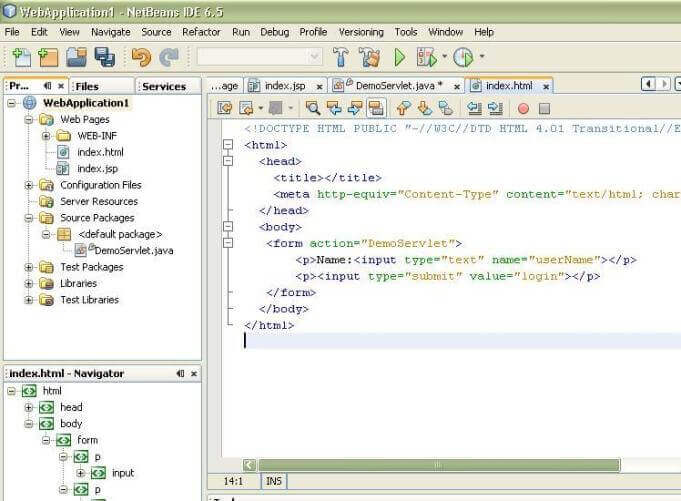 WebApplication1 - NetBeans IDE 6.5
File Edit View Navigate Source Refactor Run Debug Profile Versioning Tools Window Help
Pr... Files Services
WebApplication1
Web Pages
WEB-INF
index.html
index.jsp
Configuration Files
Server Resources
Source Packages
<default package>
DemoServlet.java
Test Packages
Libraries
Test Libraries
index.html - Navigator
html
head
body
form
p
input
p
...age index.jsp DemoServlet.java * index.html
<!DOCTYPE HTML PUBLIC "-//W3C//DTD HTML 4.01 Transitional//E
<html>
<head>
<title></title>
<meta http-equiv="Content-Type" content="text/html; char
</head>
<body>
<form action="DemoServlet">
<p>Name:<input type="text" name="userName"></p>
<p><input type="submit" value="login"></p>
</form>
</body>
</html>
14:1 INS